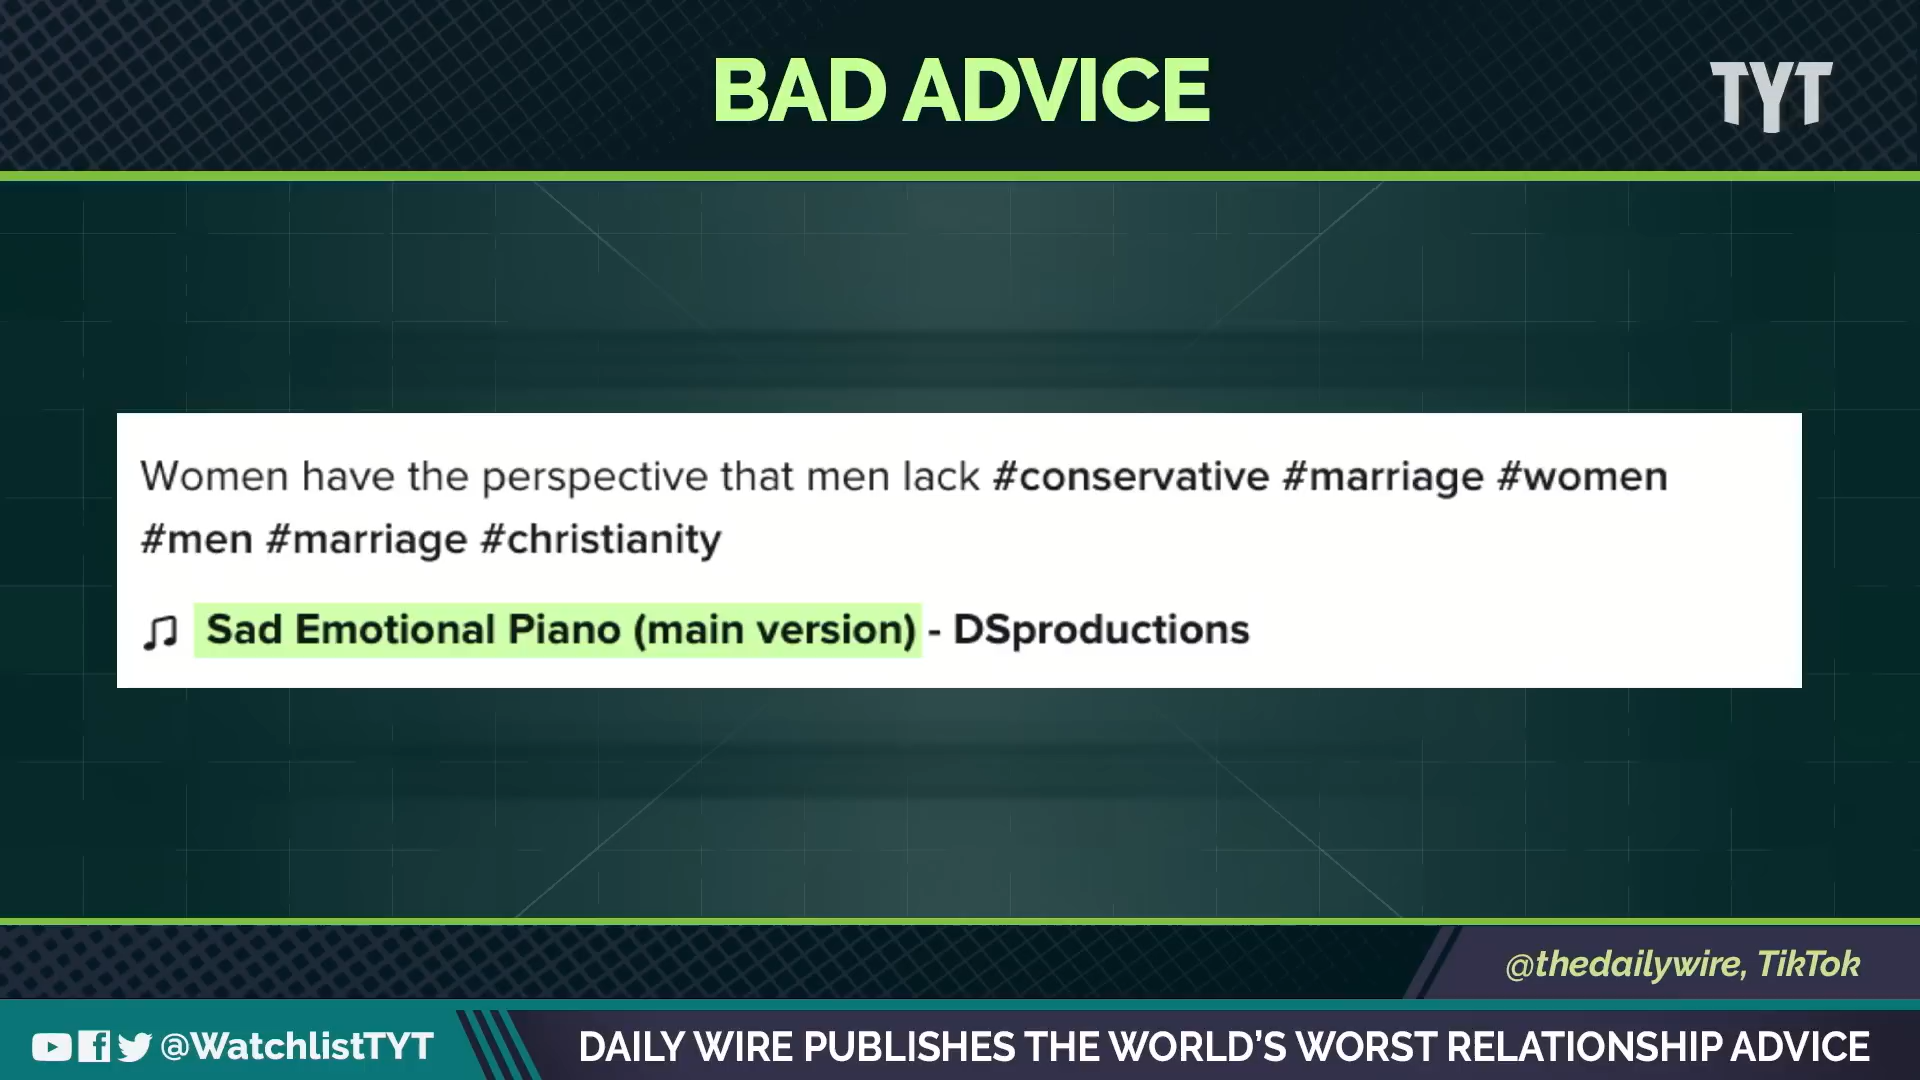 BAD ADVICE
TYT
Women have the perspective that men lack #conservative #marriage #women
#men #marriage #christianity
Sad Emotional Piano (main version) - DSproductions
@thedailywire, TikTok
@WatchlistTYT
DAILY WIRE PUBLISHES THE WORLD'S WORST RELATIONSHIP ADVICE